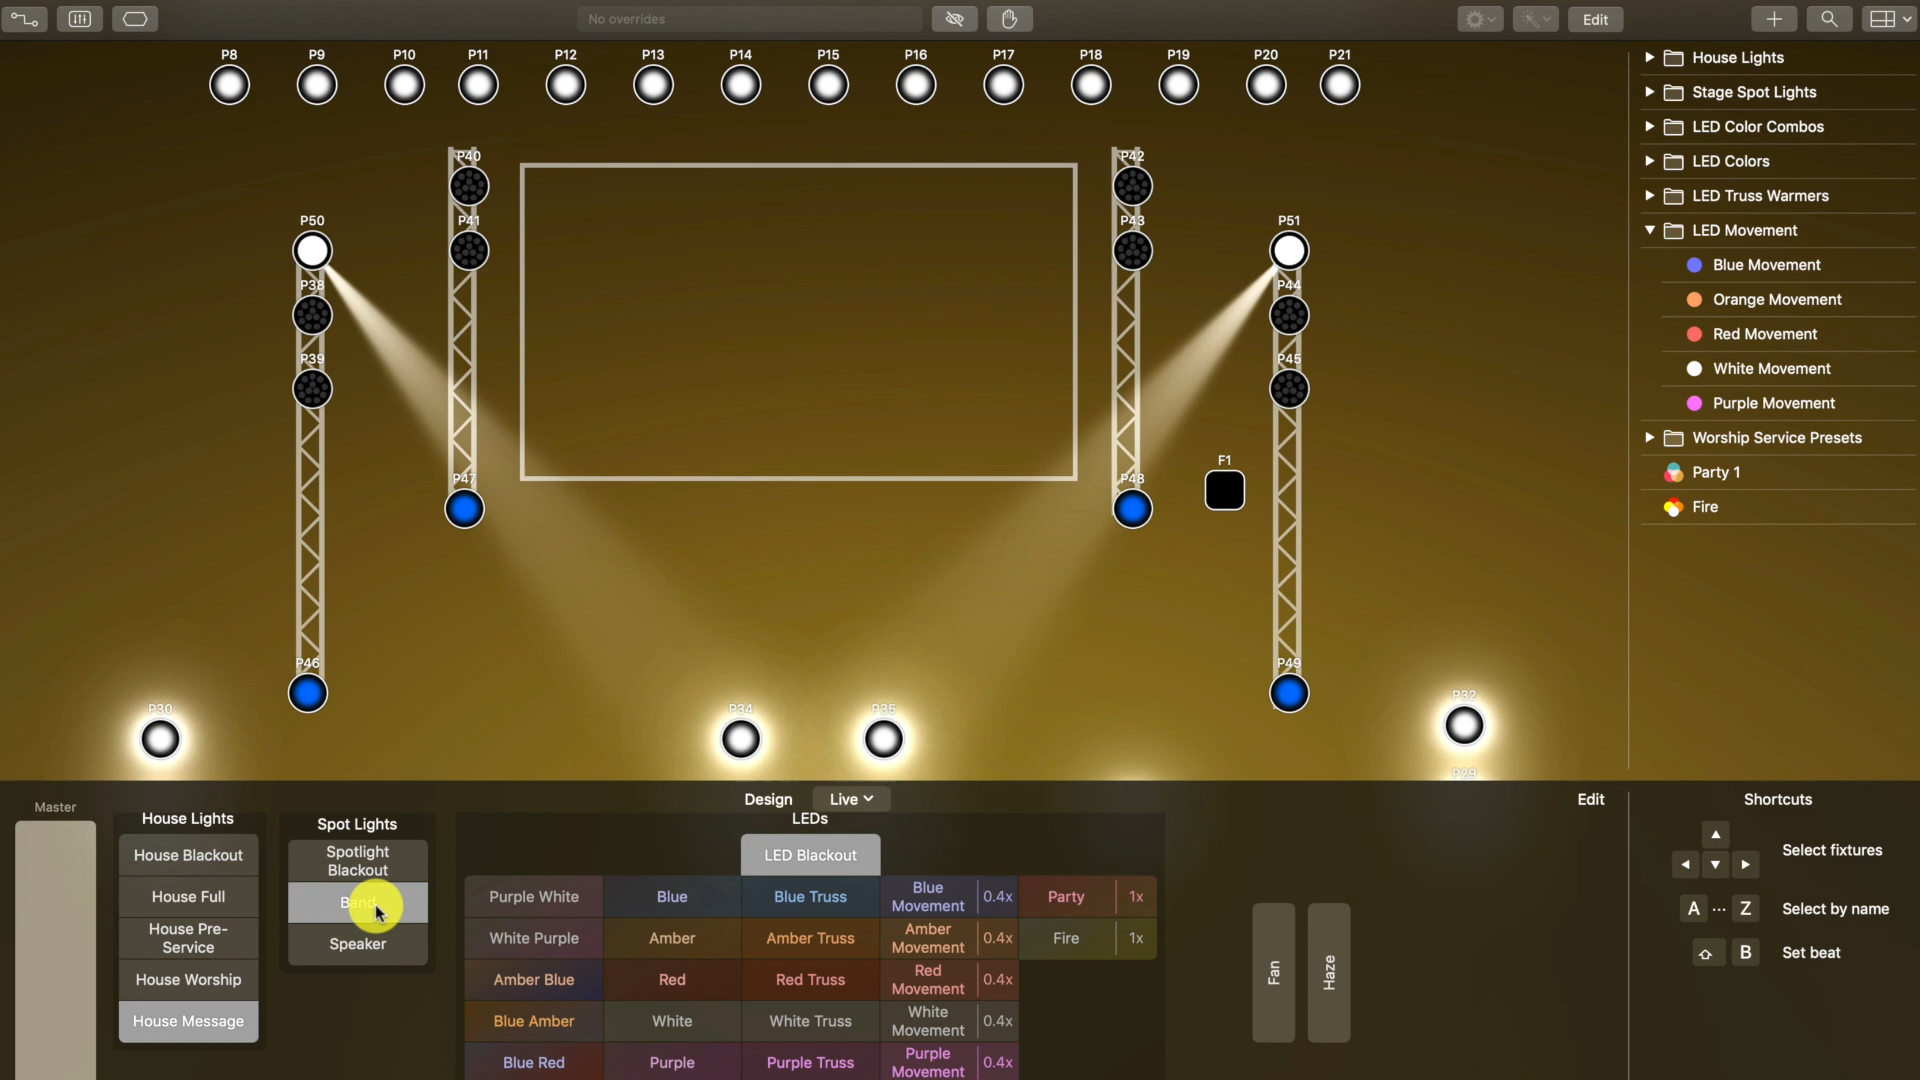 No overrides
Edit
P8
P9
P10
P11
P12
P13
P14
P15
P16
P17
P18
P19
P20
P21
P40
P41
P42
P43
P50
P38
P39
P51
P44
P45
P47
P48
F1
P46
P49
P30
P34
P35
P32
P29
House Lights
Stage Spot Lights
LED Color Combos
LED Colors
LED Truss Warmers
LED Movement
Blue Movement
Orange Movement
Red Movement
White Movement
Purple Movement
Worship Service Presets
Party 1
Fire
Design
Live
Edit
Master
House Lights
House Blackout
House Full
House Pre-
Service
House Worship
House Message
Spot Lights
Spotlight
Blackout
Band
Speaker
LEDs
LED Blackout
Purple White
Blue
Blue Truss
Blue
Movement
0.4x
Party
1x
White Purple
Amber
Amber Truss
Amber
Movement
0.4x
Fire
1x
Amber Blue
Red
Red Truss
Red
Movement
0.4x
Blue Amber
White
White Truss
White
Movement
0.4x
Blue Red
Purple
Purple Truss
Purple
Movement
0.4x
Fan
Haze
Shortcuts
Select fixtures
A ... Z
Select by name
B
Set beat